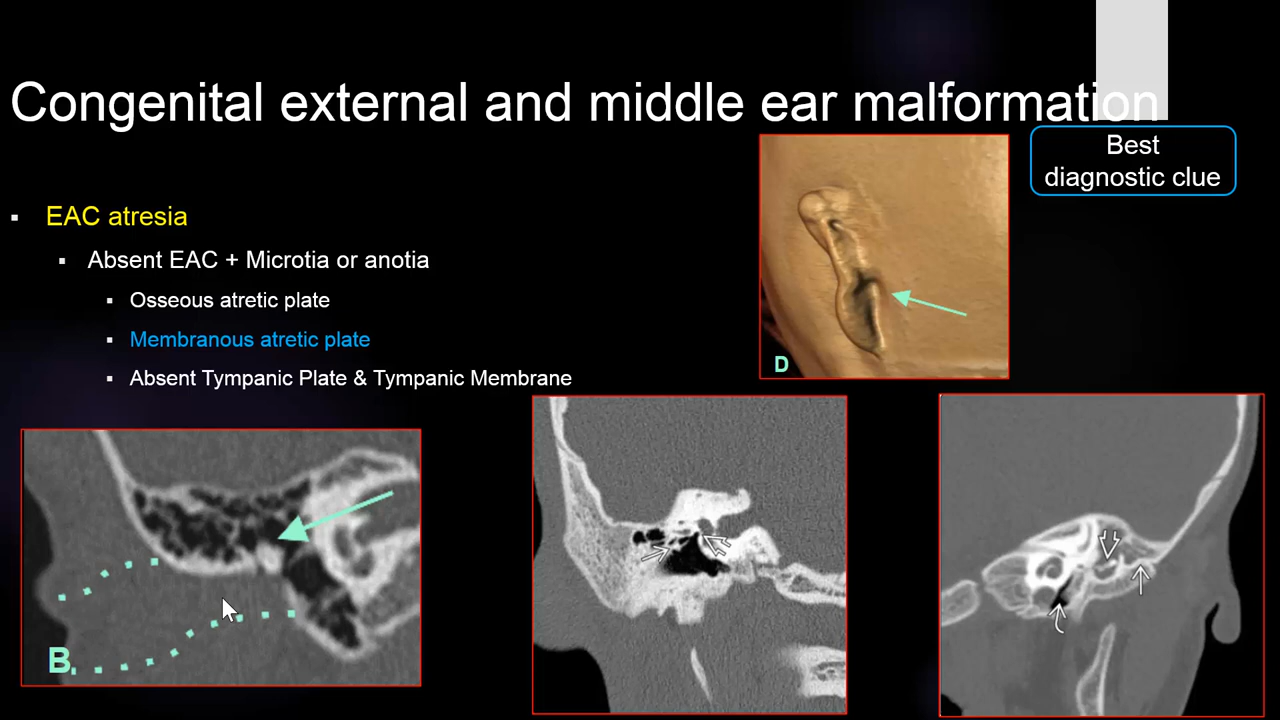 Congenital external and middle ear malformation
Best
diagnostic clue
EAC atresia
Absent EAC + Microtia or anotia
Osseous atretic plate
Membranous atretic plate
Absent Tympanic Plate & Tympanic Membrane
D
B